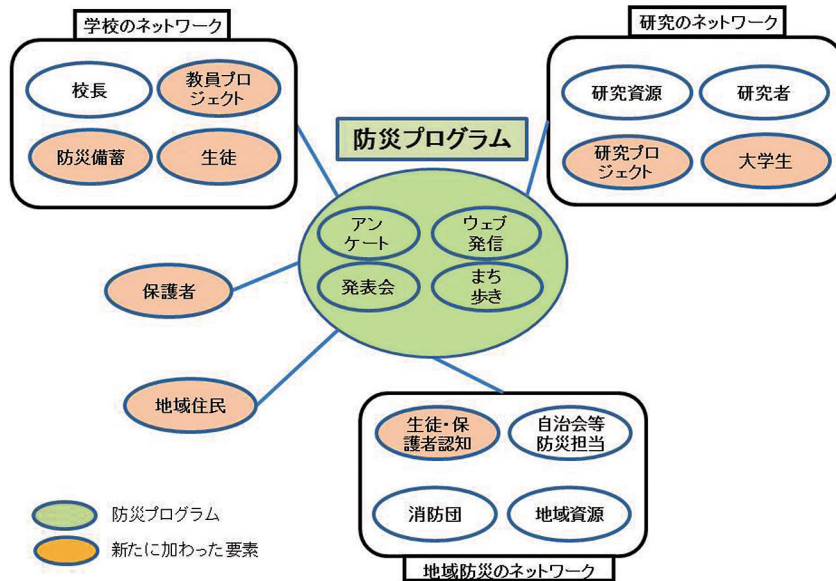 学校のネットワーク
校長
教員プロ
ジェクト
防災備蓄
生徒
研究のネットワーク
研究資源
研究者
研究プロ
ジェクト
大学生
防災プログラム
アン
ケート
ウェブ
発信
発表会
まち
歩き
保護者
地域住民
生徒・保
護者認知
自治会等
防災担当
消防団
地域資源
地域防災のネットワーク
防災プログラム
新たに加わった要素